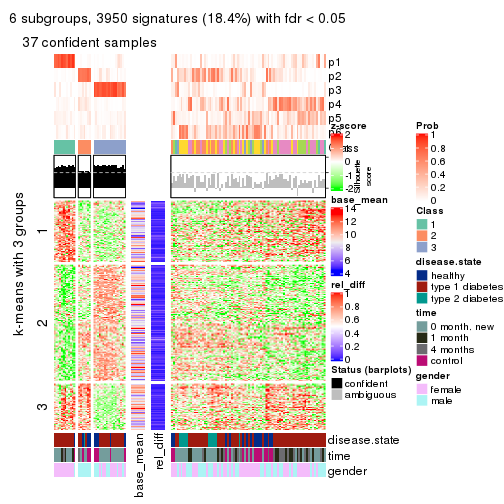 6 subgroups, 3950 signatures (18.4%) with fdr < 0.05
37 confident samples
p1
p2
p3
p4
p5
p6
Class
k-means with 3 groups
1
2
3
z-score
2
1
0
-1
-2
Silhouette
score
base_mean
14
12
10
8
6
4
rel_diff
1
0.8
0.6
0.4
0.2
0
Status (barplots)
confident
ambiguous
Prob
1
0.8
0.6
0.4
0.2
0
Class
1
2
3
disease.state
healthy
type 1 diabetes
type 2 diabetes
time
0 month, new
1 month
4 months
control
gender
female
male
disease.state
time
gender
base_mean
rel_diff